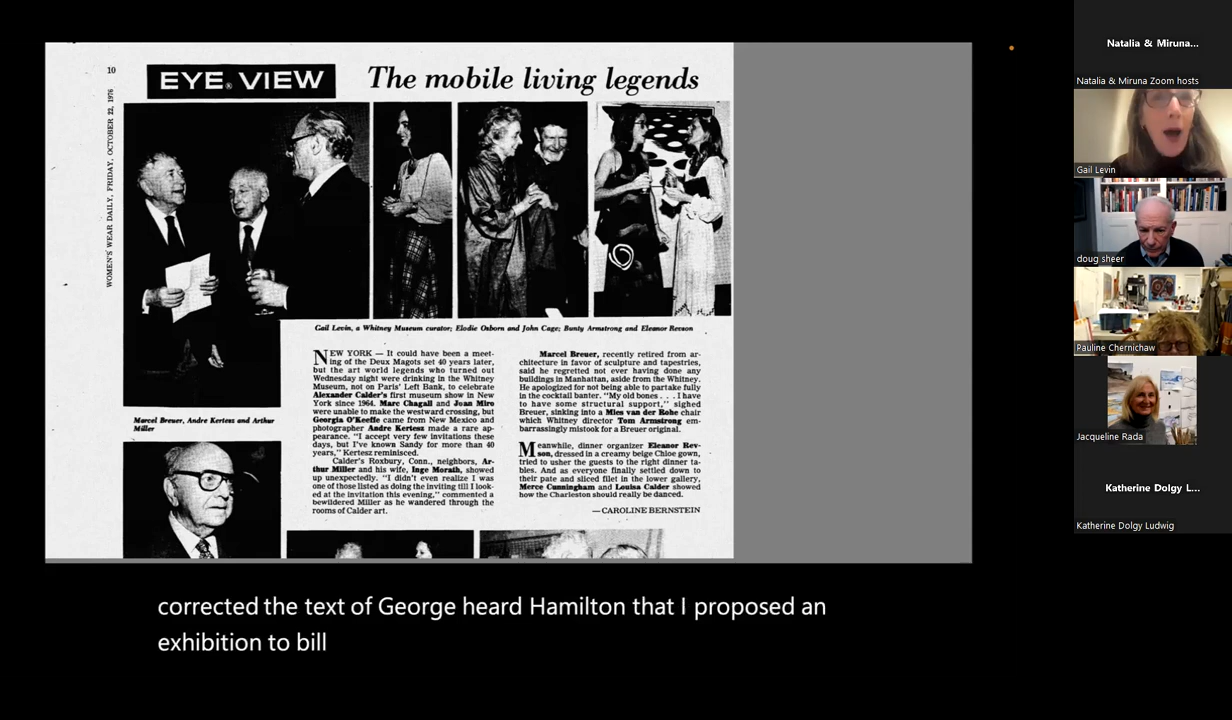 10
EYE® VIEW
The mobile living legends
WOMEN'S WEAR DAILY, FRIDAY, OCTOBER 22, 1976
Gail Levin, a Whitney Museum curator; Elodie Osborn and John Cage; Bunty Armstrong and Eleanor Revson
Marcel Breuer, Andre Kertesz and Arthur
Miller
NEW YORK — It could have been a meet-
ing of the Deux Magots set 40 years later,
but the art world legends who turned out
Wednesday night were drinking in the Whitney
Museum, not on Paris' Left Bank, to celebrate
Alexander Calder's first museum show in New
York since 1964. Marc Chagall and Joan Miro
were unable to make the westward crossing, but
Georgia O'Keeffe came from New Mexico and
photographer Andre Kertesz made a rare ap-
pearance. "I accept very few invitations these
days, but I've known Sandy for more than 40
years," Kertesz reminisced.
Calder's Roxbury, Conn., neighbors, Ar-
thur Miller and his wife, Inge Morath, showed
up unexpectedly. "I didn't even realize I was
one of those listed as doing the inviting till I look-
ed at the invitation this evening," commented a
bewildered Miller as he wandered through the
rooms of Calder art.
Marcel Breuer, recently retired from ar-
chitecture in favor of sculpture and tapestries,
said he regretted not ever having done any
buildings in Manhattan, aside from the Whitney.
He apologized for not being able to partake fully
in the cocktail banter. "My old bones . . . I have
to have some structural support," sighed
Breuer, sinking into a Mies van der Rohe chair
which Whitney director Tom Armstrong em-
barrassingly mistook for a Breuer original.
Meanwhile, dinner organizer Eleanor Rev-
son, dressed in a creamy beige Chloe gown,
tried to usher the guests to the right dinner ta-
bles. And as everyone finally settled down to
their pate and sliced filet in the lower gallery,
Merce Cunningham and Louisa Calder showed
how the Charleston should really be danced.
—CAROLINE BERNSTEIN
corrected the text of George heard Hamilton that I proposed an
exhibition to bill
Natalia & Miruna...
Natalia & Miruna Zoom hosts
Gail Levin
doug sheer
Pauline Chernichaw
Jacqueline Rada
Katherine Dolgy L...
Katherine Dolgy Ludwig